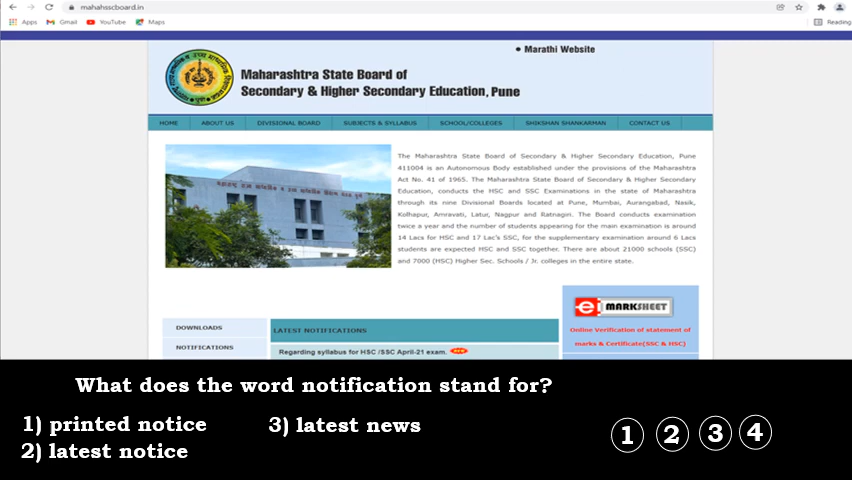 mahahsscboard.in
Apps Gmail YouTube Maps Reading
• Marathi Website
Maharashtra State Board of
Secondary & Higher Secondary Education, Pune
HOME ABOUT US DIVISIONAL BOARD SUBJECTS & SYLLABUS SCHOOL/COLLEGES SHIKSHAN SHANKARMAN CONTACT US
The Maharashtra State Board of Secondary & Higher Secondary Education, Pune
411004 is an Autonomous Body established under the provisions of the Maharashtra
Act No. 41 of 1965. The Maharashtra State Board of Secondary & Higher Secondary
Education, conducts the HSC and SSC Examinations in the state of Maharashtra
through its nine Divisional Boards located at Pune, Mumbai, Aurangabad, Nasik,
Kolhapur, Amravati, Latur, Nagpur and Ratnagiri. The Board conducts examination
twice a year and the number of students appearing for the main examination is around
14 Lacs for HSC and 17 Lac's SSC, for the supplementary examination around 6 Lacs
students are expected HSC and SSC together. There are about 21000 schools (SSC)
and 7000 (HSC) Higher Sec. Schools / Jr. colleges in the entire state.
e MARKSHEET
Online Verification of statement of
marks & Certificate(SSC & HSC)
DOWNLOADS
NOTIFICATIONS
LATEST NOTIFICATIONS
Regarding syllabus for HSC /SSC April-21 exam.
What does the word notification stand for?
1) printed notice
2) latest notice
3) latest news
1 2 3 4